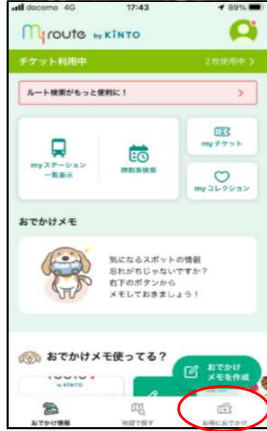 docomo 4G 17:43 89%
my route by KINTO
チケット利用中 2枚使用中 >
ルート検索がもっと便利に! >
myステーション
一覧表示
時刻表検索
myチケット
myコレクション
おでかけメモ
気になるスポットの情報
忘れがちじゃないですか?
右下のボタンから
メモしておきましょう!
おでかけメモ使ってる?
おでかけ
メモを作成
おでかけ情報
地図で探す
お得におでかけ